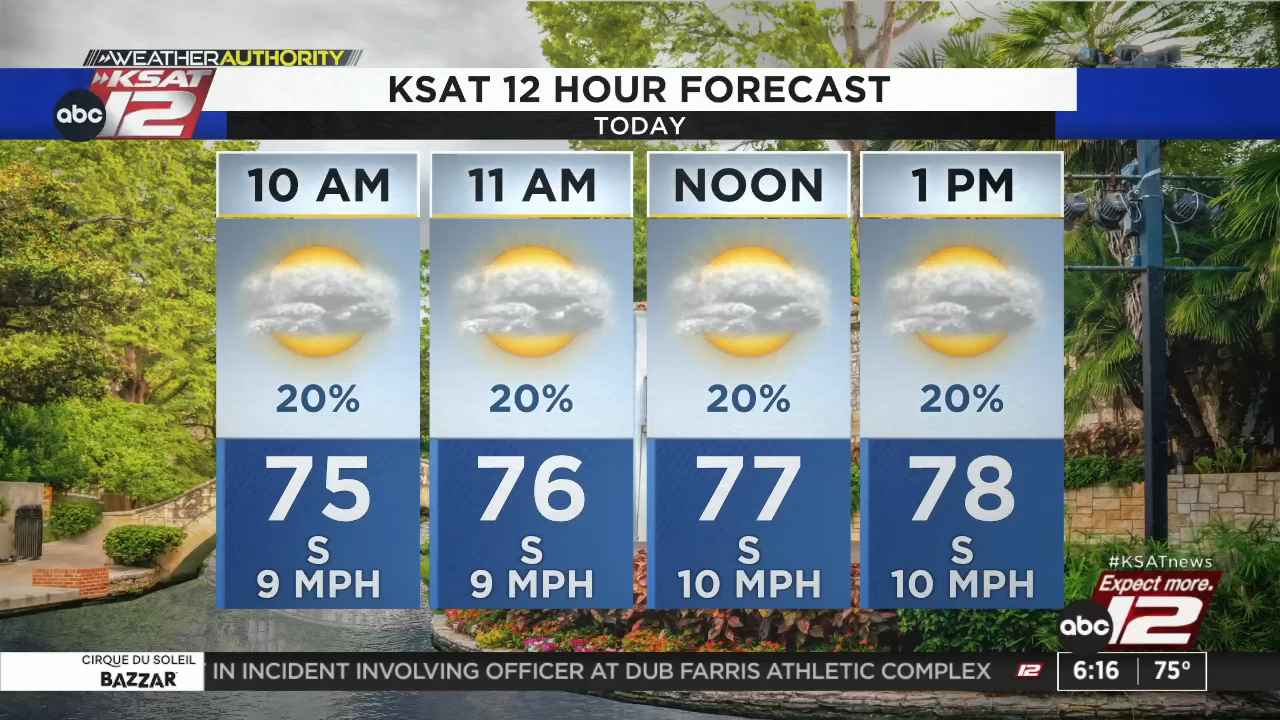 WEATHERAUTHORITY
KSAT
abc 12
KSAT 12 HOUR FORECAST
TODAY
10 AM
20%
75
S
9 MPH
11 AM
20%
76
S
9 MPH
NOON
20%
77
S
10 MPH
1 PM
20%
78
S
10 MPH
#KSATnews
Expect more.
abc 12
CIRQUE DU SOLEIL
BAZZAR
IN INCIDENT INVOLVING OFFICER AT DUB FARRIS ATHLETIC COMPLEX 12
6:16 75°